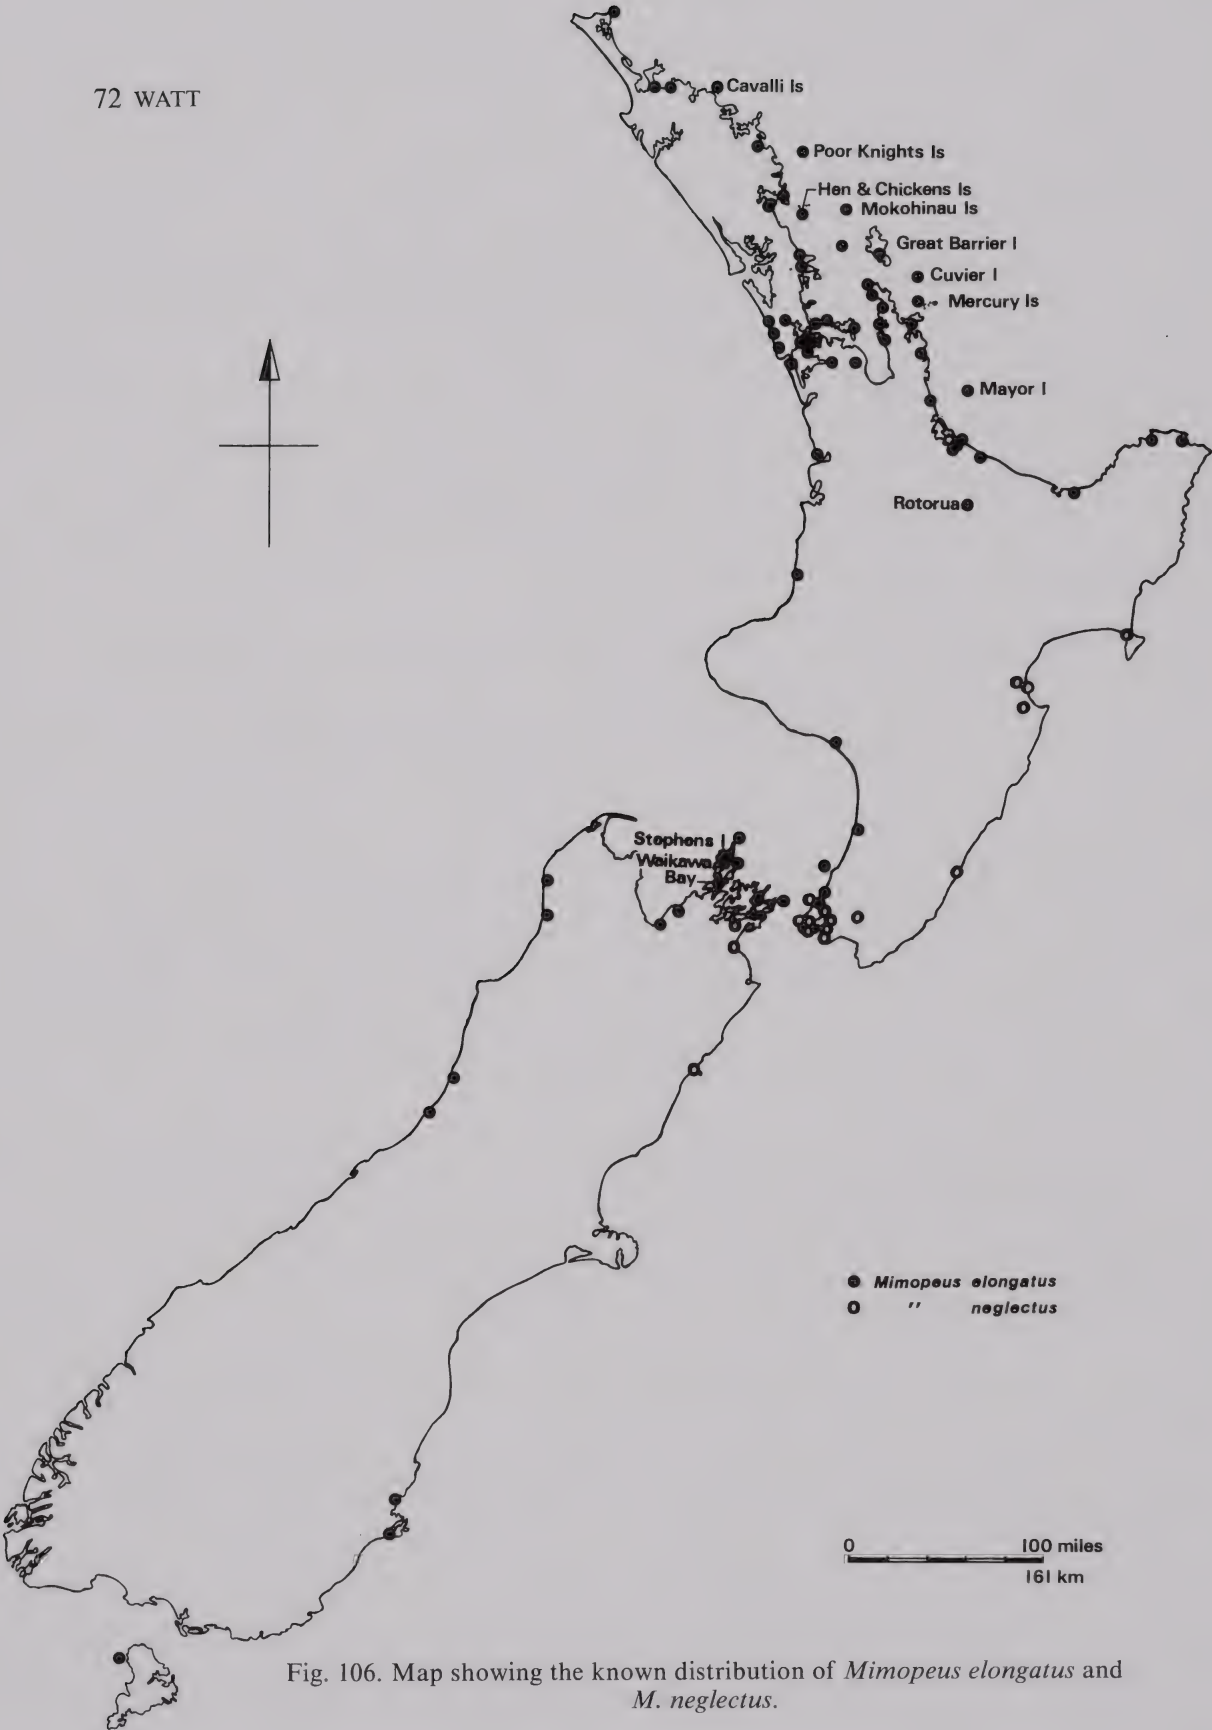 72 WATT
Cavalli Is
Poor Knights Is
Hen & Chickens Is
Mokohinau Is
Great Barrier I
Cuvier I
Mercury Is
Mayor I
Rotorua
Stephens I
Waikawa
Bay
Mimopeus elongatus
" neglectus
0 100 miles
161 km
Fig. 106. Map showing the known distribution of Mimopeus elongatus and
M. neglectus.